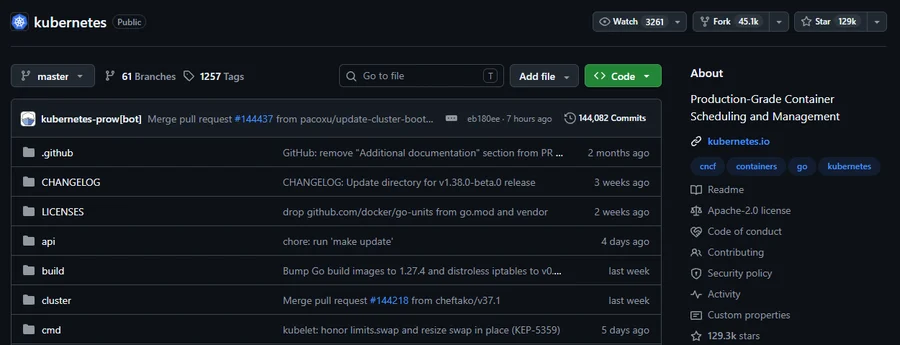 kubernetes Public Watch 3261 Fork 45.1k Star 129k
master 61 Branches 1257 Tags Go to file T Add file Code
kubernetes-prow[bot] Merge pull request #144437 from pacoxu/update-cluster-boot... eb180ee · 7 hours ago 144,082 Commits
.github GitHub: remove "Additional documentation" section from PR ... 2 months ago
CHANGELOG CHANGELOG: Update directory for v1.38.0-beta.0 release 3 weeks ago
LICENSES drop github.com/docker/go-units from go.mod and vendor 2 weeks ago
api chore: run 'make update' 4 days ago
build Bump Go build images to 1.27.4 and distroless iptables to v0.... last week
cluster Merge pull request #144218 from cheftako/v37.1 last week
cmd kubelet: honor limits.swap and resize swap in place (KEP-5359) 5 days ago
About
Production-Grade Container
Scheduling and Management
kubernetes.io
cncf containers go kubernetes
Readme
Apache-2.0 license
Code of conduct
Contributing
Security policy
Activity
Custom properties
129.3k stars